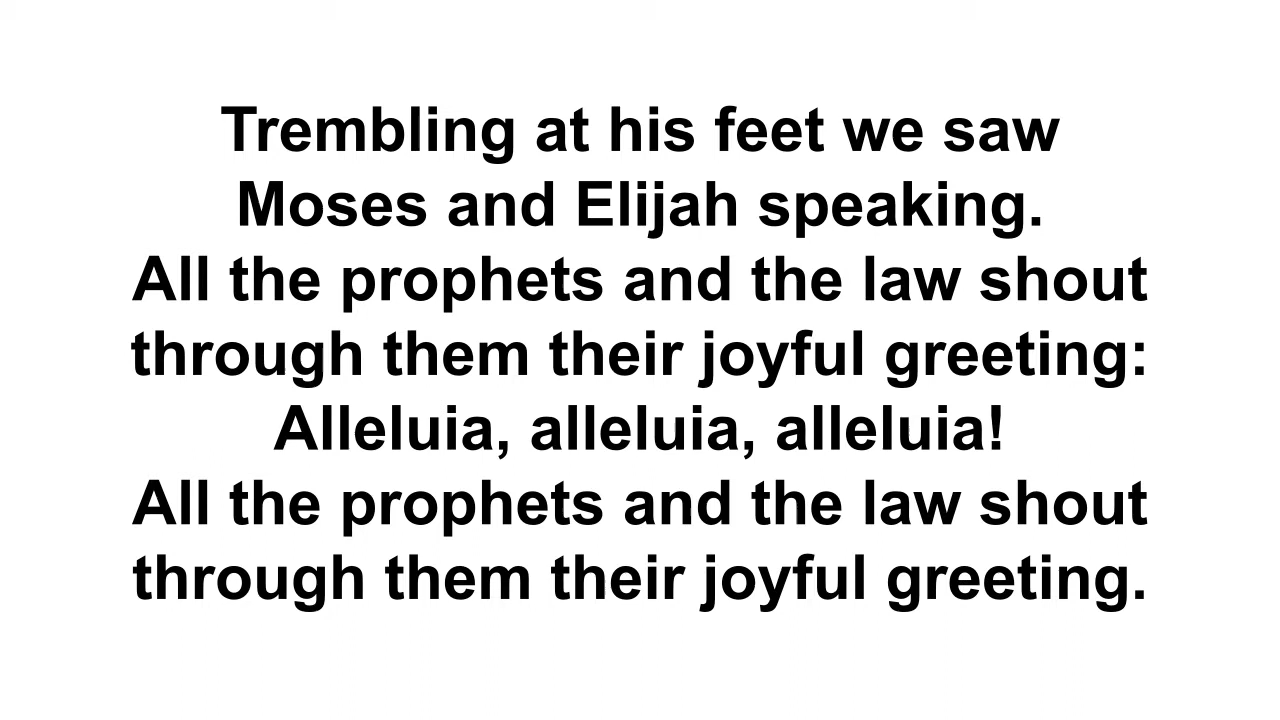 Trembling at his feet we saw
Moses and Elijah speaking.
All the prophets and the law shout
through them their joyful greeting:
Alleluia, alleluia, alleluia!
All the prophets and the law shout
through them their joyful greeting.